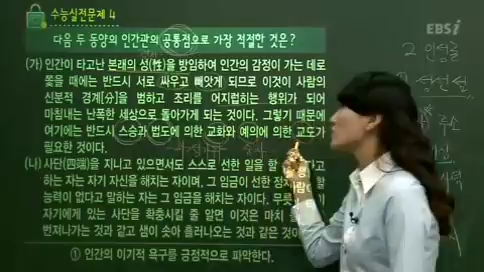 수능실전문제 4
EBSi
다음 두 동양의 인간관의 공통점으로 가장 적절한 것은?
(가) 인간이 타고난 본래의 성(性)을 방임하여 인간의 감정이 가는 데로
쫓을 때에는 반드시 서로 싸우고 빼앗게 되므로 이것이 사람의
신분적 경계[分]을 범하고 조리를 어지럽히는 행위가 되어
마침내는 난폭한 세상으로 돌아가게 되는 것이다. 그렇기 때문에
여기에는 반드시 스승과 법도에 의한 교화와 예의에 의한 교도가
필요한 것이다.
(나) 사단(四端)을 지니고 있으면서도 스스로 선한 일을 할
하는 자는 자기 자신을 해치는 자이며, 그 임금이 선한 정치
능력이 없다고 말하는 자는 그 임금을 해치는 자이다. 무릇
자기에게 있는 사단을 확충시킬 줄 알면 이것은 마치
번져나가는 것과 같고 샘이 솟아 흘러나오는 것과 같은 것이
① 인간의 이기적 욕구를 긍정적으로 파악한다.